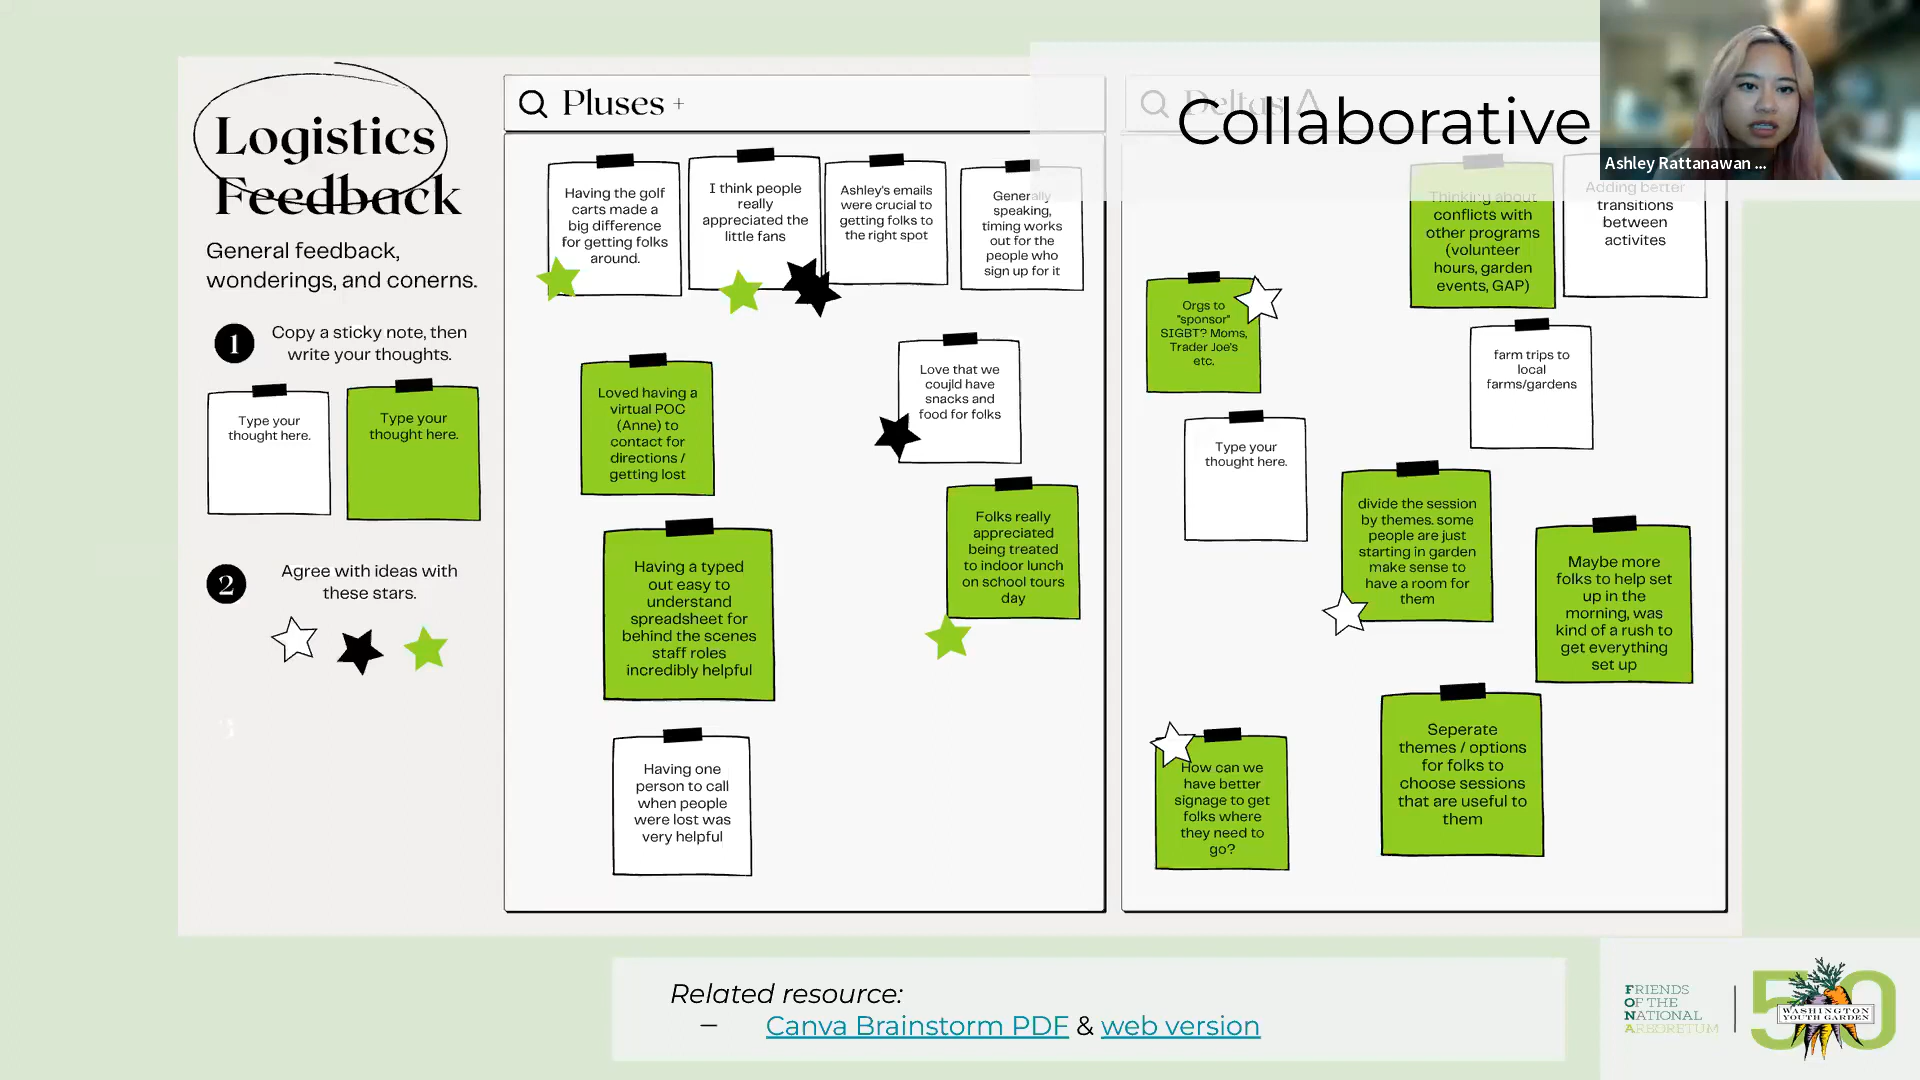 Logistics
Feedback
General feedback,
wonderings, and conerns.
1
Copy a sticky note, then
write your thoughts.
Type your
thought here.
Type your
thought here.
2
Agree with ideas with
these stars.
Pluses +
Having the golf
carts made a
big difference
for getting folks
around.
I think people
really
appreciated the
little fans
Ashley's emails
were crucial to
getting folks to
the right spot
Generally
speaking,
timing works
out for the
people who
sign up for it
Loved having a
virtual POC
(Anne) to
contact for
directions /
getting lost
Love that we
coujld have
snacks and
food for folks
Folks really
appreciated
being treated
to indoor lunch
on school tours
day
Having a typed
out easy to
understand
spreadsheet for
behind the scenes
staff roles
incredibly helpful
Having one
person to call
when people
were lost was
very helpful
Deltas Δ
Collaborative
Thinking about
conflicts with
other programs
(volunteer
hours, garden
events, GAP)
Adding better
transitions
between
activites
Orgs to
"sponsor"
SIGBT? Moms,
Trader Joe's
etc.
farm trips to
local
farms/gardens
Type your
thought here.
divide the session
by themes. some
people are just
starting in garden
make sense to
have a room for
them
Maybe more
folks to help set
up in the
morning, was
kind of a rush to
get everything
set up
How can we
have better
signage to get
folks where
they need to
go?
Seperate
themes / options
for folks to
choose sessions
that are useful to
them
Ashley Rattanawan ...
Related resource:
– Canva Brainstorm PDF & web version
FRIENDS
OF THE
NATIONAL
ARBORETUM
50
WASHINGTON
YOUTH GARDEN